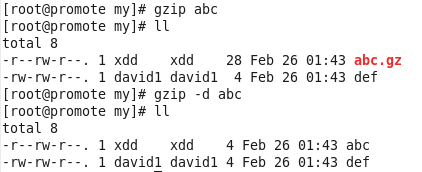 [root@promote my]# gzip abc
[root@promote my]# ll
total 8
-r--rw-r--. 1 xdd    xdd    28 Feb 26 01:43 abc.gz
-rw-rw-r--. 1 david1 david1  4 Feb 26 01:43 def
[root@promote my]# gzip -d abc
[root@promote my]# ll
total 8
-r--rw-r--. 1 xdd    xdd    4 Feb 26 01:43 abc
-rw-rw-r--. 1 david1 david1 4 Feb 26 01:43 def